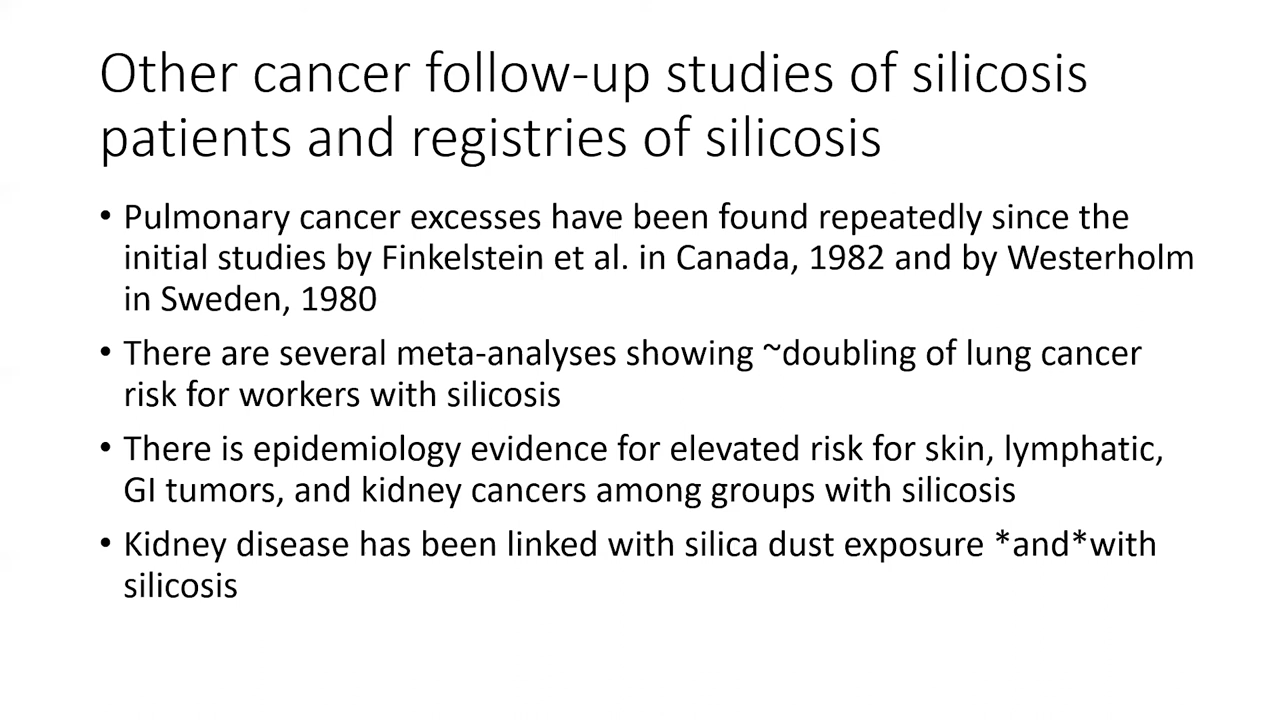 Other cancer follow-up studies of silicosis
patients and registries of silicosis
• Pulmonary cancer excesses have been found repeatedly since the
initial studies by Finkelstein et al. in Canada, 1982 and by Westerholm
in Sweden, 1980
• There are several meta-analyses showing ~doubling of lung cancer
risk for workers with silicosis
• There is epidemiology evidence for elevated risk for skin, lymphatic,
GI tumors, and kidney cancers among groups with silicosis
• Kidney disease has been linked with silica dust exposure *and*with
silicosis